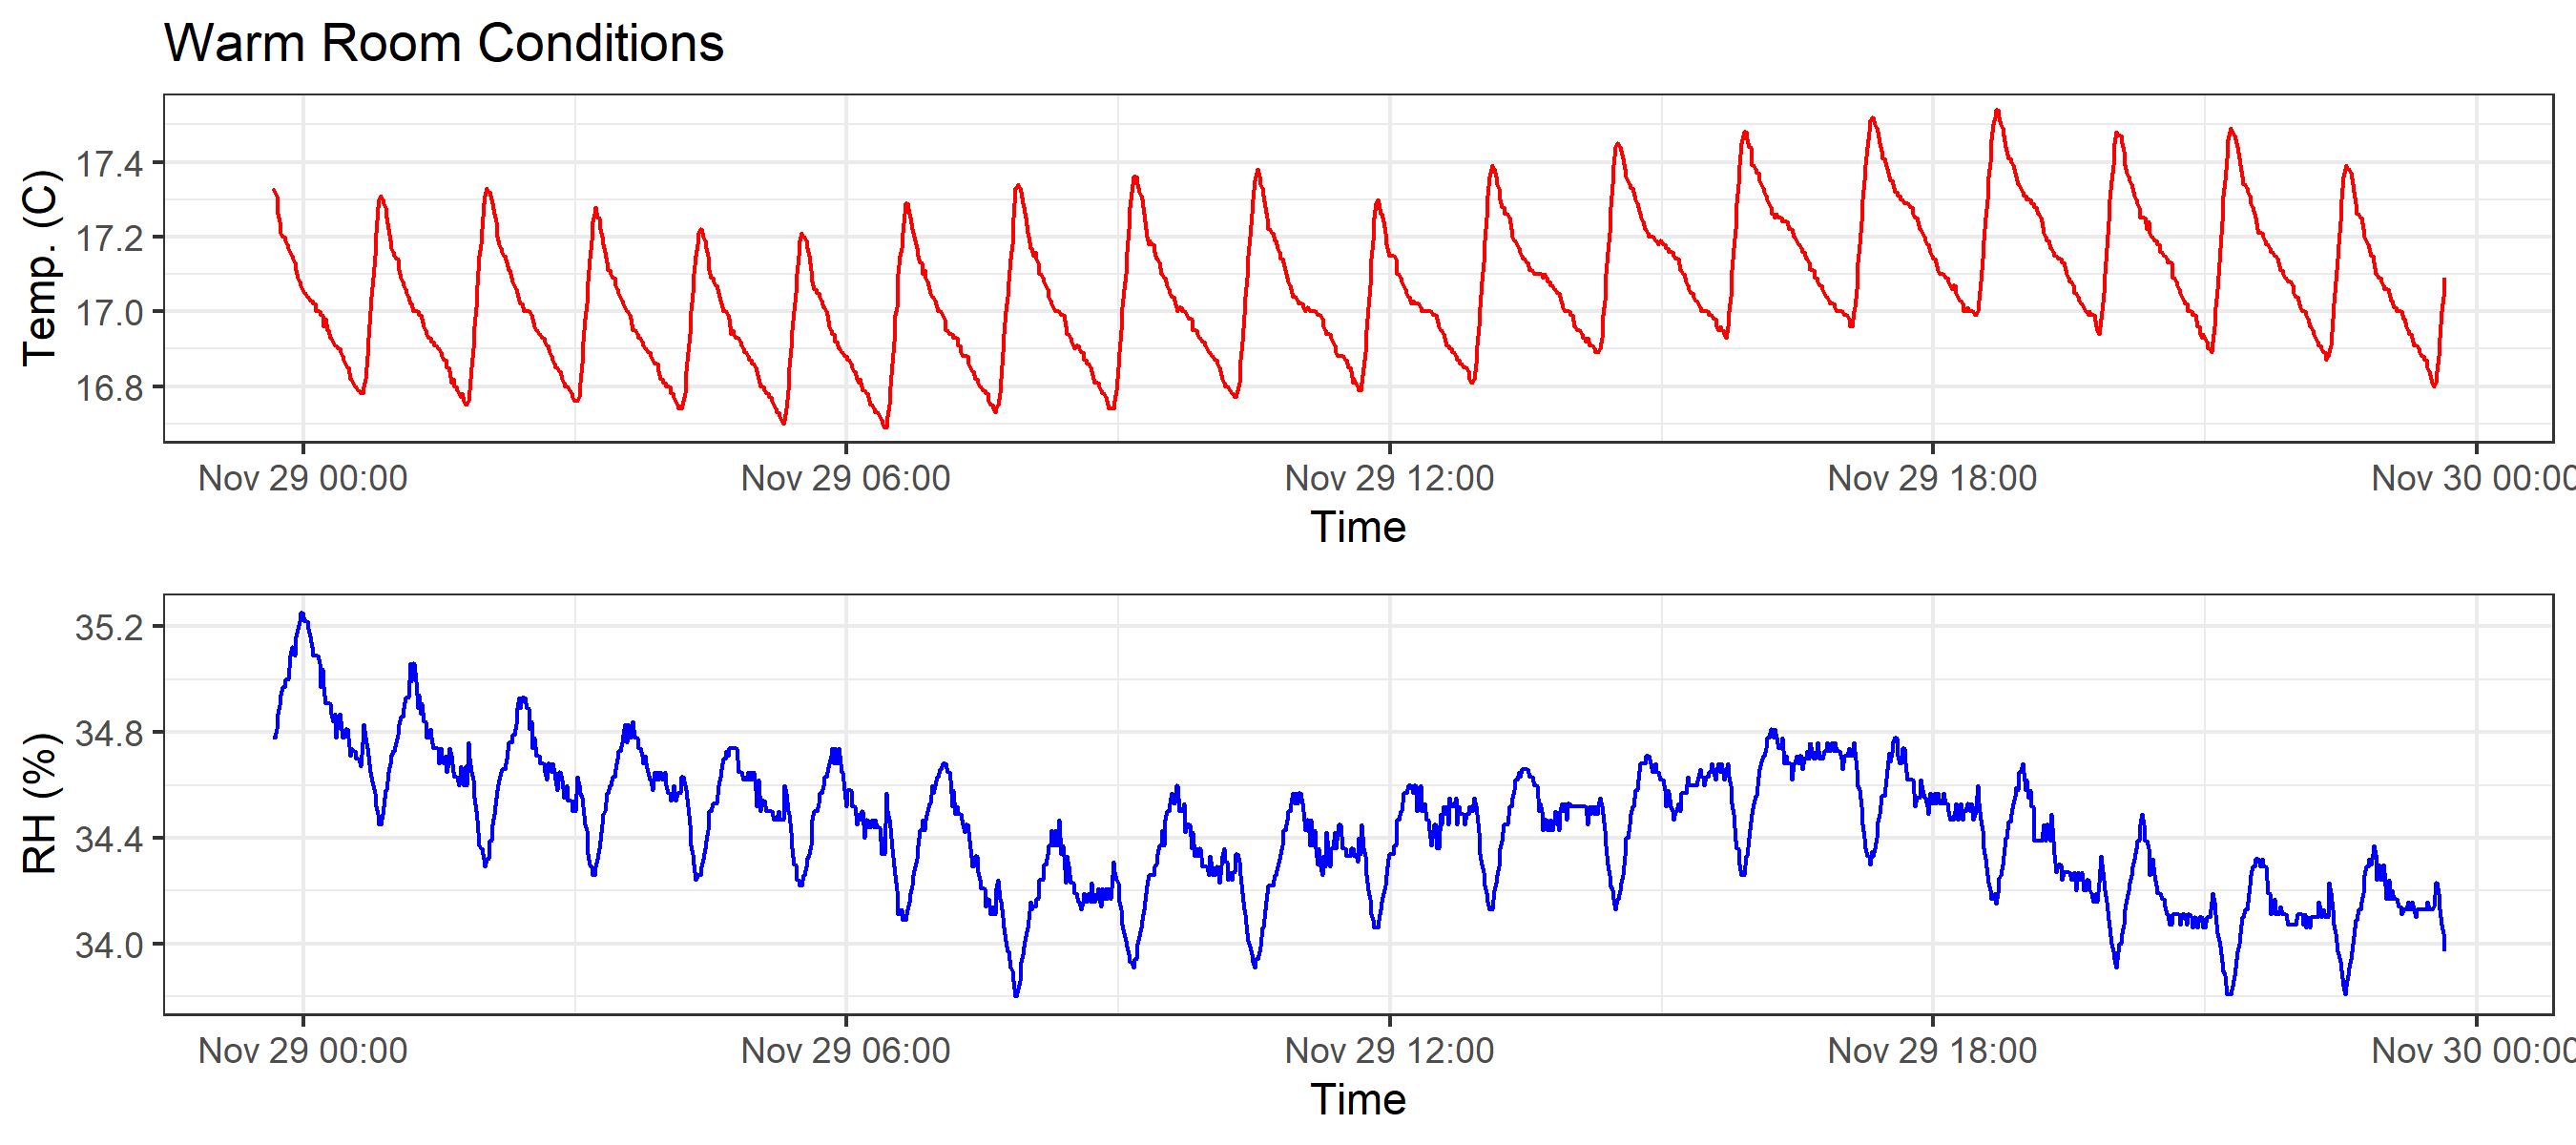 Warm Room Conditions
Temp. (C)
17.4
17.2
17.0
16.8
Nov 29 00:00 Nov 29 06:00 Nov 29 12:00 Nov 29 18:00 Nov 30 00:00
Time
RH (%)
35.2
34.8
34.4
34.0
Nov 29 00:00 Nov 29 06:00 Nov 29 12:00 Nov 29 18:00 Nov 30 00:00
Time